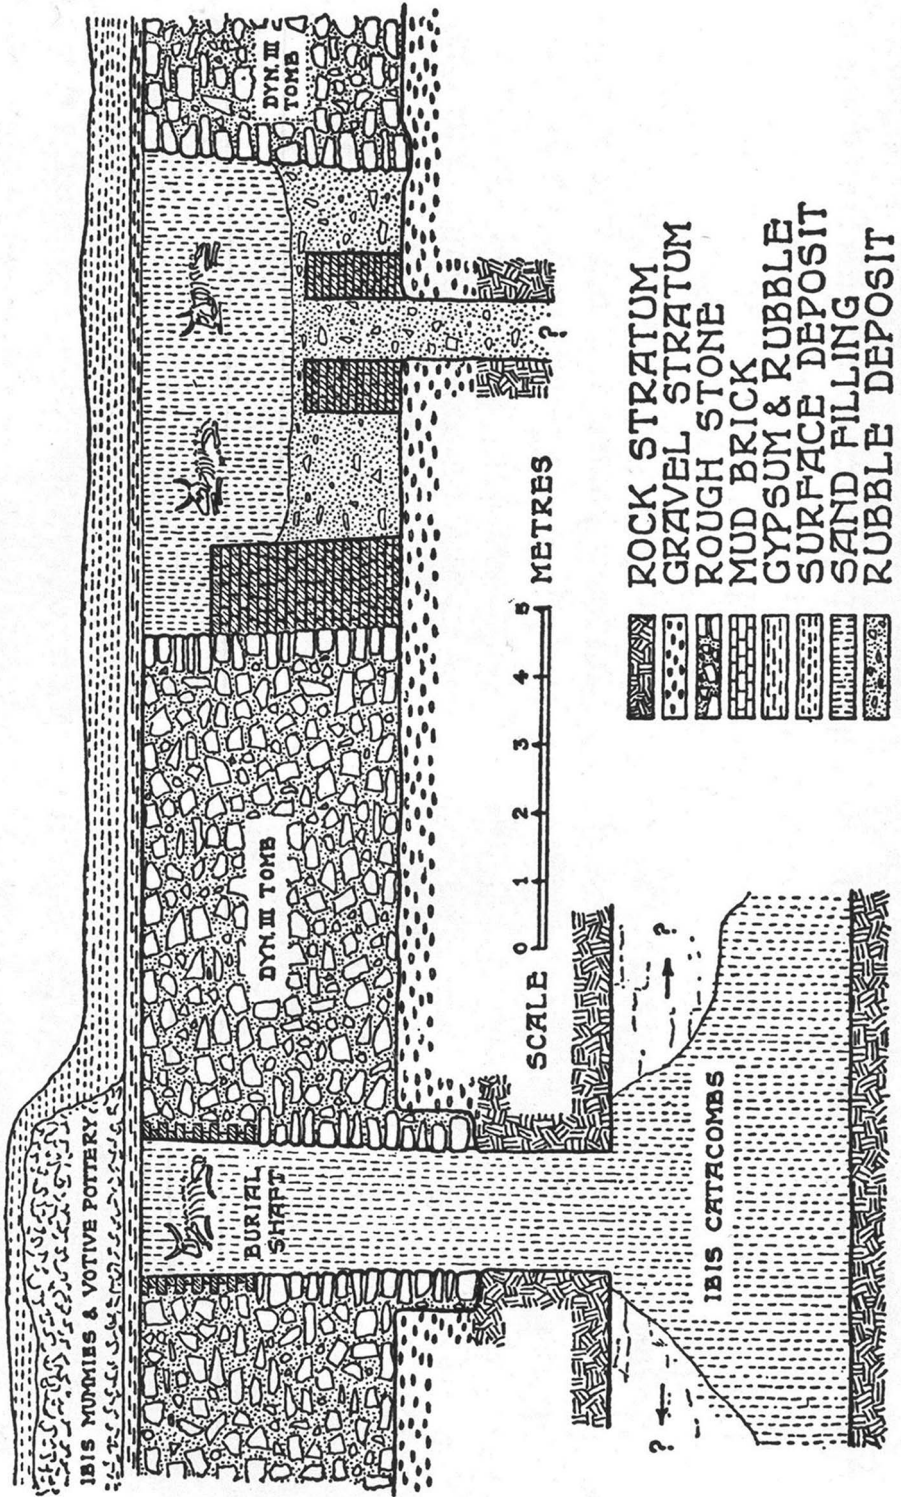 IBIS MUMMIES & VOTIVE POTTERY
BURIAL
SHAFT
DYN. III TOMB
DYN. III
TOMB
?
?
?
IBIS CATACOMBS
SCALE 0 1 2 3 4 5 METRES
ROCK STRATUM
GRAVEL STRATUM
ROUGH STONE
MUD BRICK
GYPSUM & RUBBLE
SURFACE DEPOSIT
SAND FILLING
RUBBLE DEPOSIT